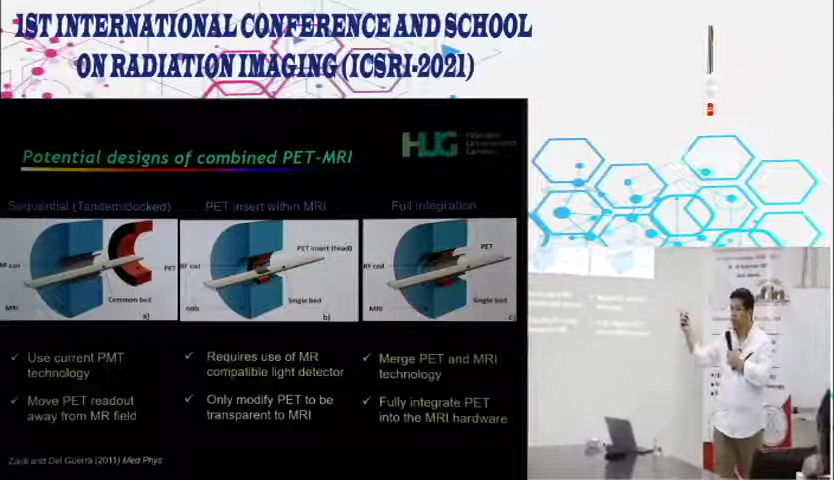 1ST INTERNATIONAL CONFERENCE AND SCHOOL
ON RADIATION IMAGING (ICSRI-2021)
HUG
Potential designs of combined PET-MRI
Sequential (Tandem/docked)
PET insert within MRI
Full integration
RF coil
PET
MRI
Common bed
a)
PET insert (head)
RF coil
Single bed
b)
PET
RF coil
MRI
Single bed
c)
✓ Use current PMT
technology
✓ Move PET readout
away from MR field
✓ Requires use of MR
compatible light detector
✓ Only modify PET to be
transparent to MRI
✓ Merge PET and MRI
technology
✓ Fully integrate PET
into the MRI hardware
Zaidi and Del Guerra (2011) Med Phys